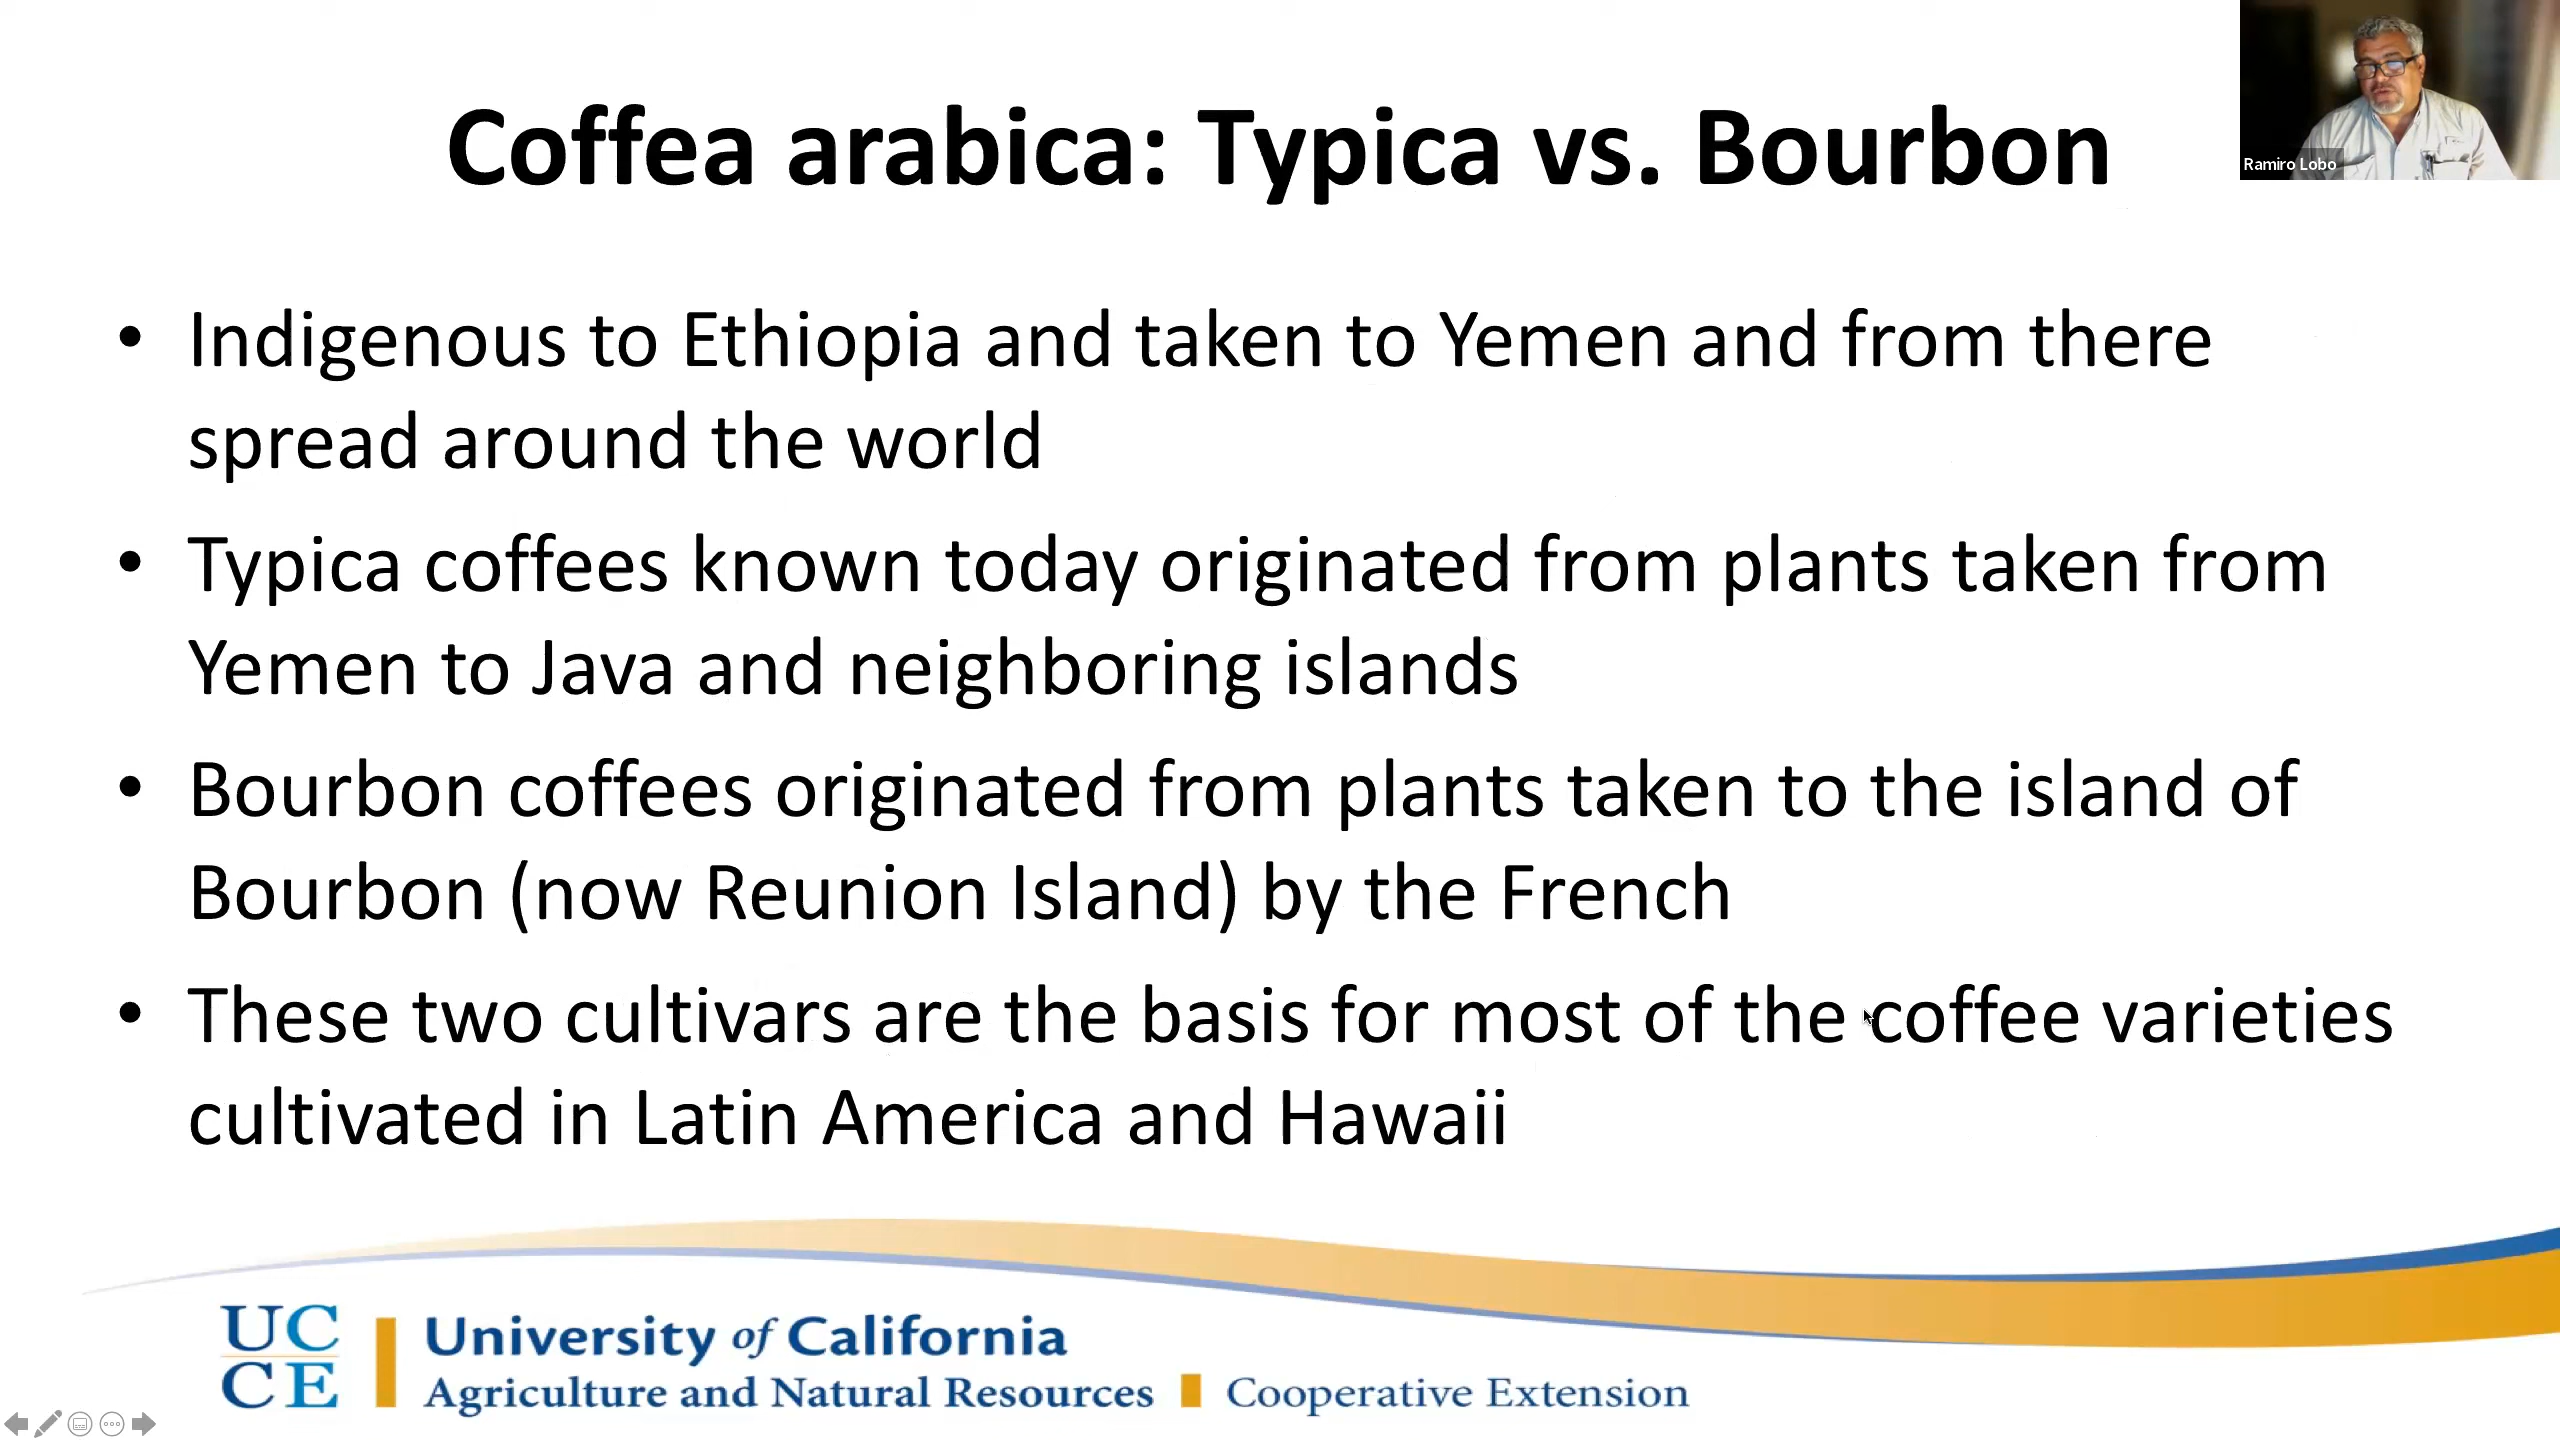 Coffea arabica: Typica vs. Bourbon
Ramiro Lobo
• Indigenous to Ethiopia and taken to Yemen and from there
spread around the world
• Typica coffees known today originated from plants taken from
Yemen to Java and neighboring islands
• Bourbon coffees originated from plants taken to the island of
Bourbon (now Reunion Island) by the French
• These two cultivars are the basis for most of the coffee varieties
cultivated in Latin America and Hawaii
UC
CE
University of California
Agriculture and Natural Resources Cooperative Extension